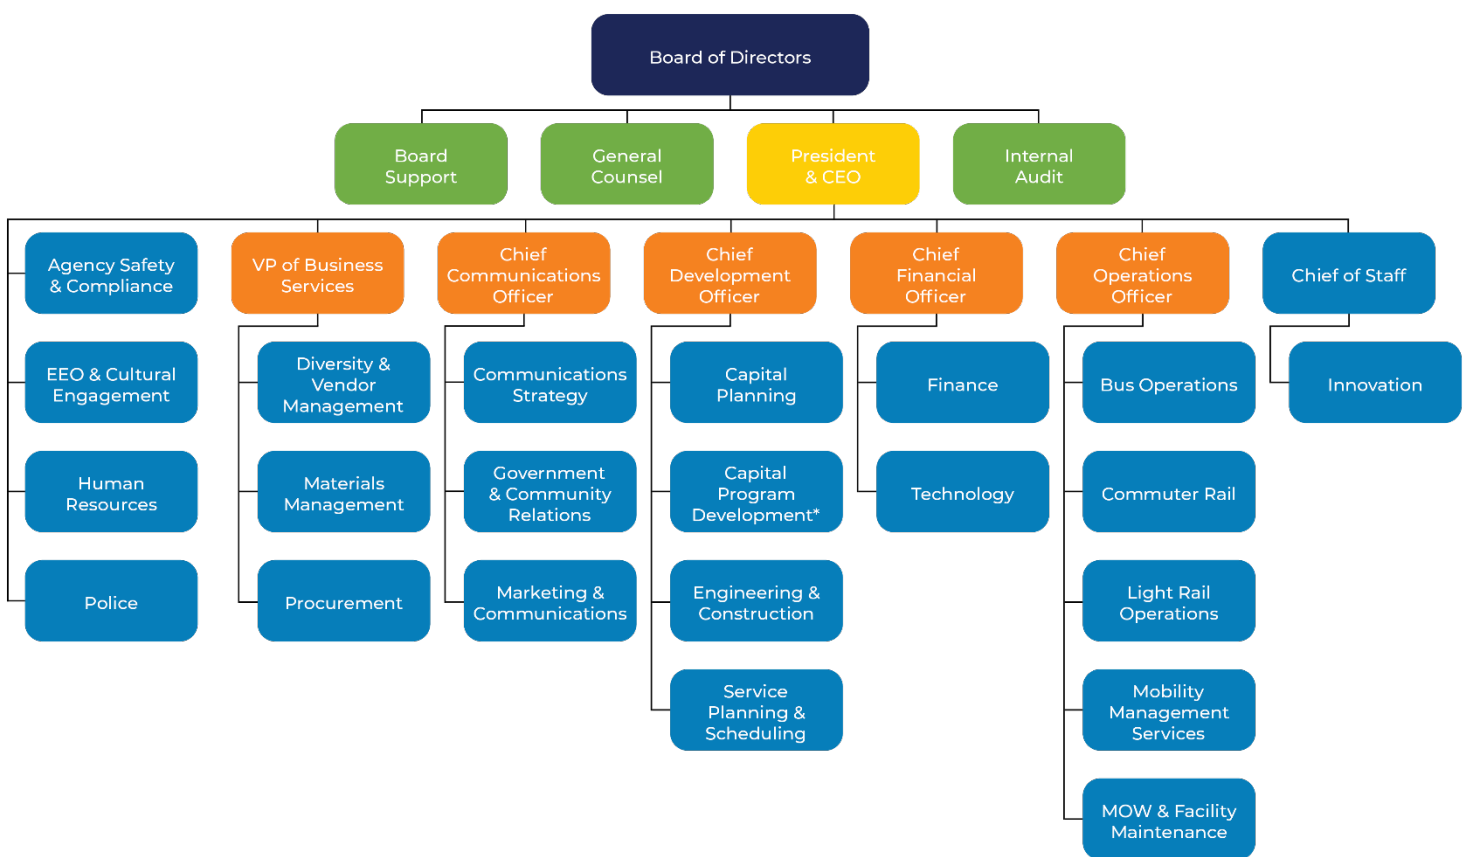 Board of Directors
Board
Support
General
Counsel
President
& CEO
Internal
Audit
Agency Safety
& Compliance
EEO & Cultural
Engagement
Human
Resources
Police
VP of Business
Services
Diversity &
Vendor
Management
Materials
Management
Procurement
Chief
Communications
Officer
Communications
Strategy
Government
& Community
Relations
Marketing &
Communications
Chief
Development
Officer
Capital
Planning
Capital
Program
Development*
Engineering &
Construction
Service
Planning &
Scheduling
Chief
Financial
Officer
Finance
Technology
Chief
Operations
Officer
Bus Operations
Commuter Rail
Light Rail
Operations
Mobility
Management
Services
MOW & Facility
Maintenance
Chief of Staff
Innovation